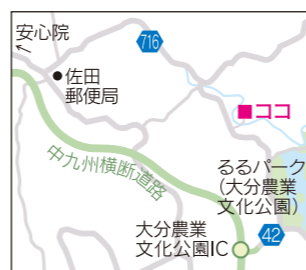 安心院
716
佐田
郵便局
■ココ
中九州横断道路
るるパーク
（大分農業
文化公園）
大分農業
文化公園IC
42